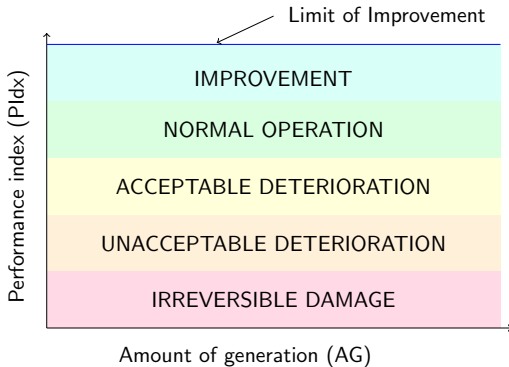 Limit of Improvement
IMPROVEMENT
NORMAL OPERATION
ACCEPTABLE DETERIORATION
UNACCEPTABLE DETERIORATION
IRREVERSIBLE DAMAGE
Performance index (PIdx)
Amount of generation (AG)